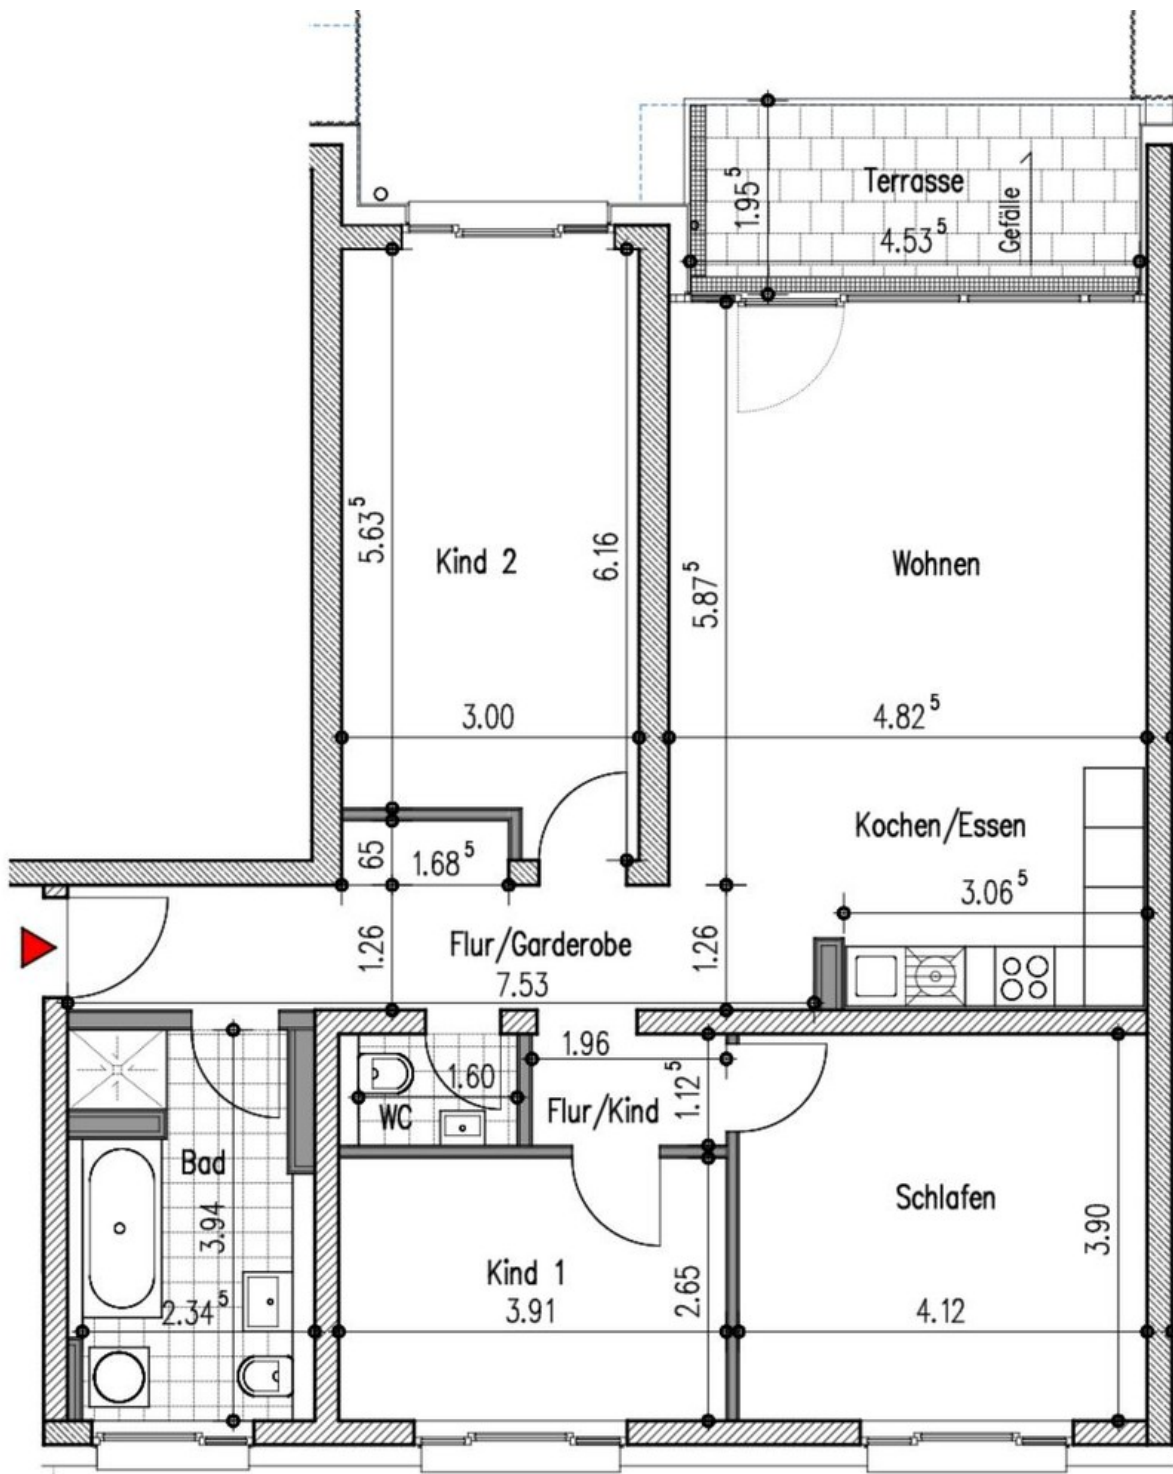 1.95⁵
Terrasse
4.53⁵
Gefälle
5.63⁵
Kind 2
6.16
5.87⁵
Wohnen
3.00
4.82⁵
Kochen/Essen
65
1.68⁵
3.06⁵
1.26
Flur/Garderobe
7.53
1.26
1.96
1.60
WC
Flur/Kind
1.12⁵
Bad
3.94
Schlafen
3.90
Kind 1
2.34⁵
3.91
2.65
4.12